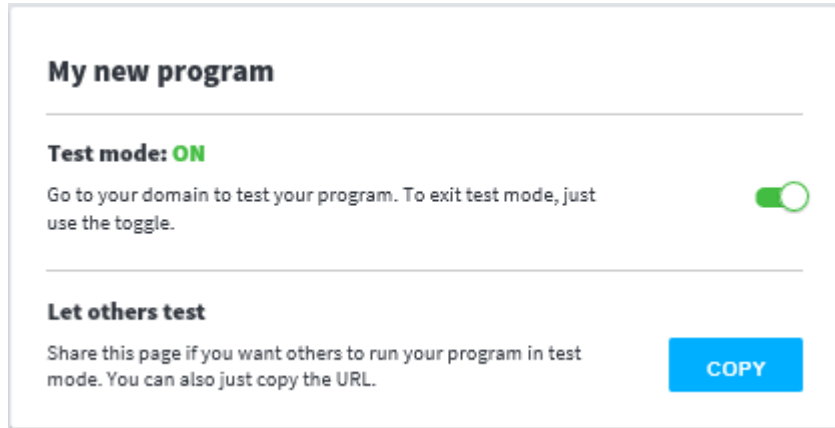 My new program
Test mode: ON
Go to your domain to test your program. To exit test mode, just
use the toggle.
Let others test
Share this page if you want others to run your program in test
mode. You can also just copy the URL.
COPY